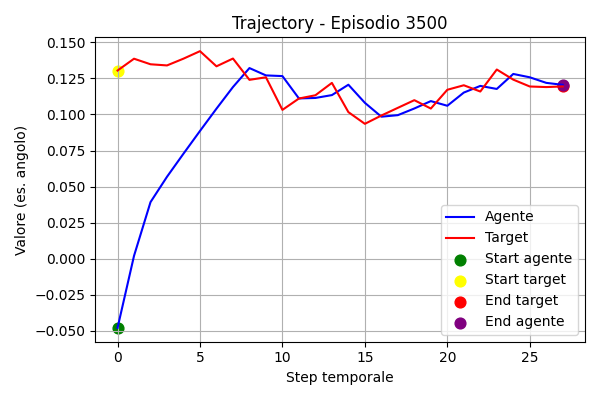 Trajectory - Episodio 3500
Valore (es. angolo)
0.150
0.125
0.100
0.075
0.050
0.025
0.000
−0.025
−0.050
0 5 10 15 20 25
Step temporale
Agente
Target
Start agente
Start target
End target
End agente